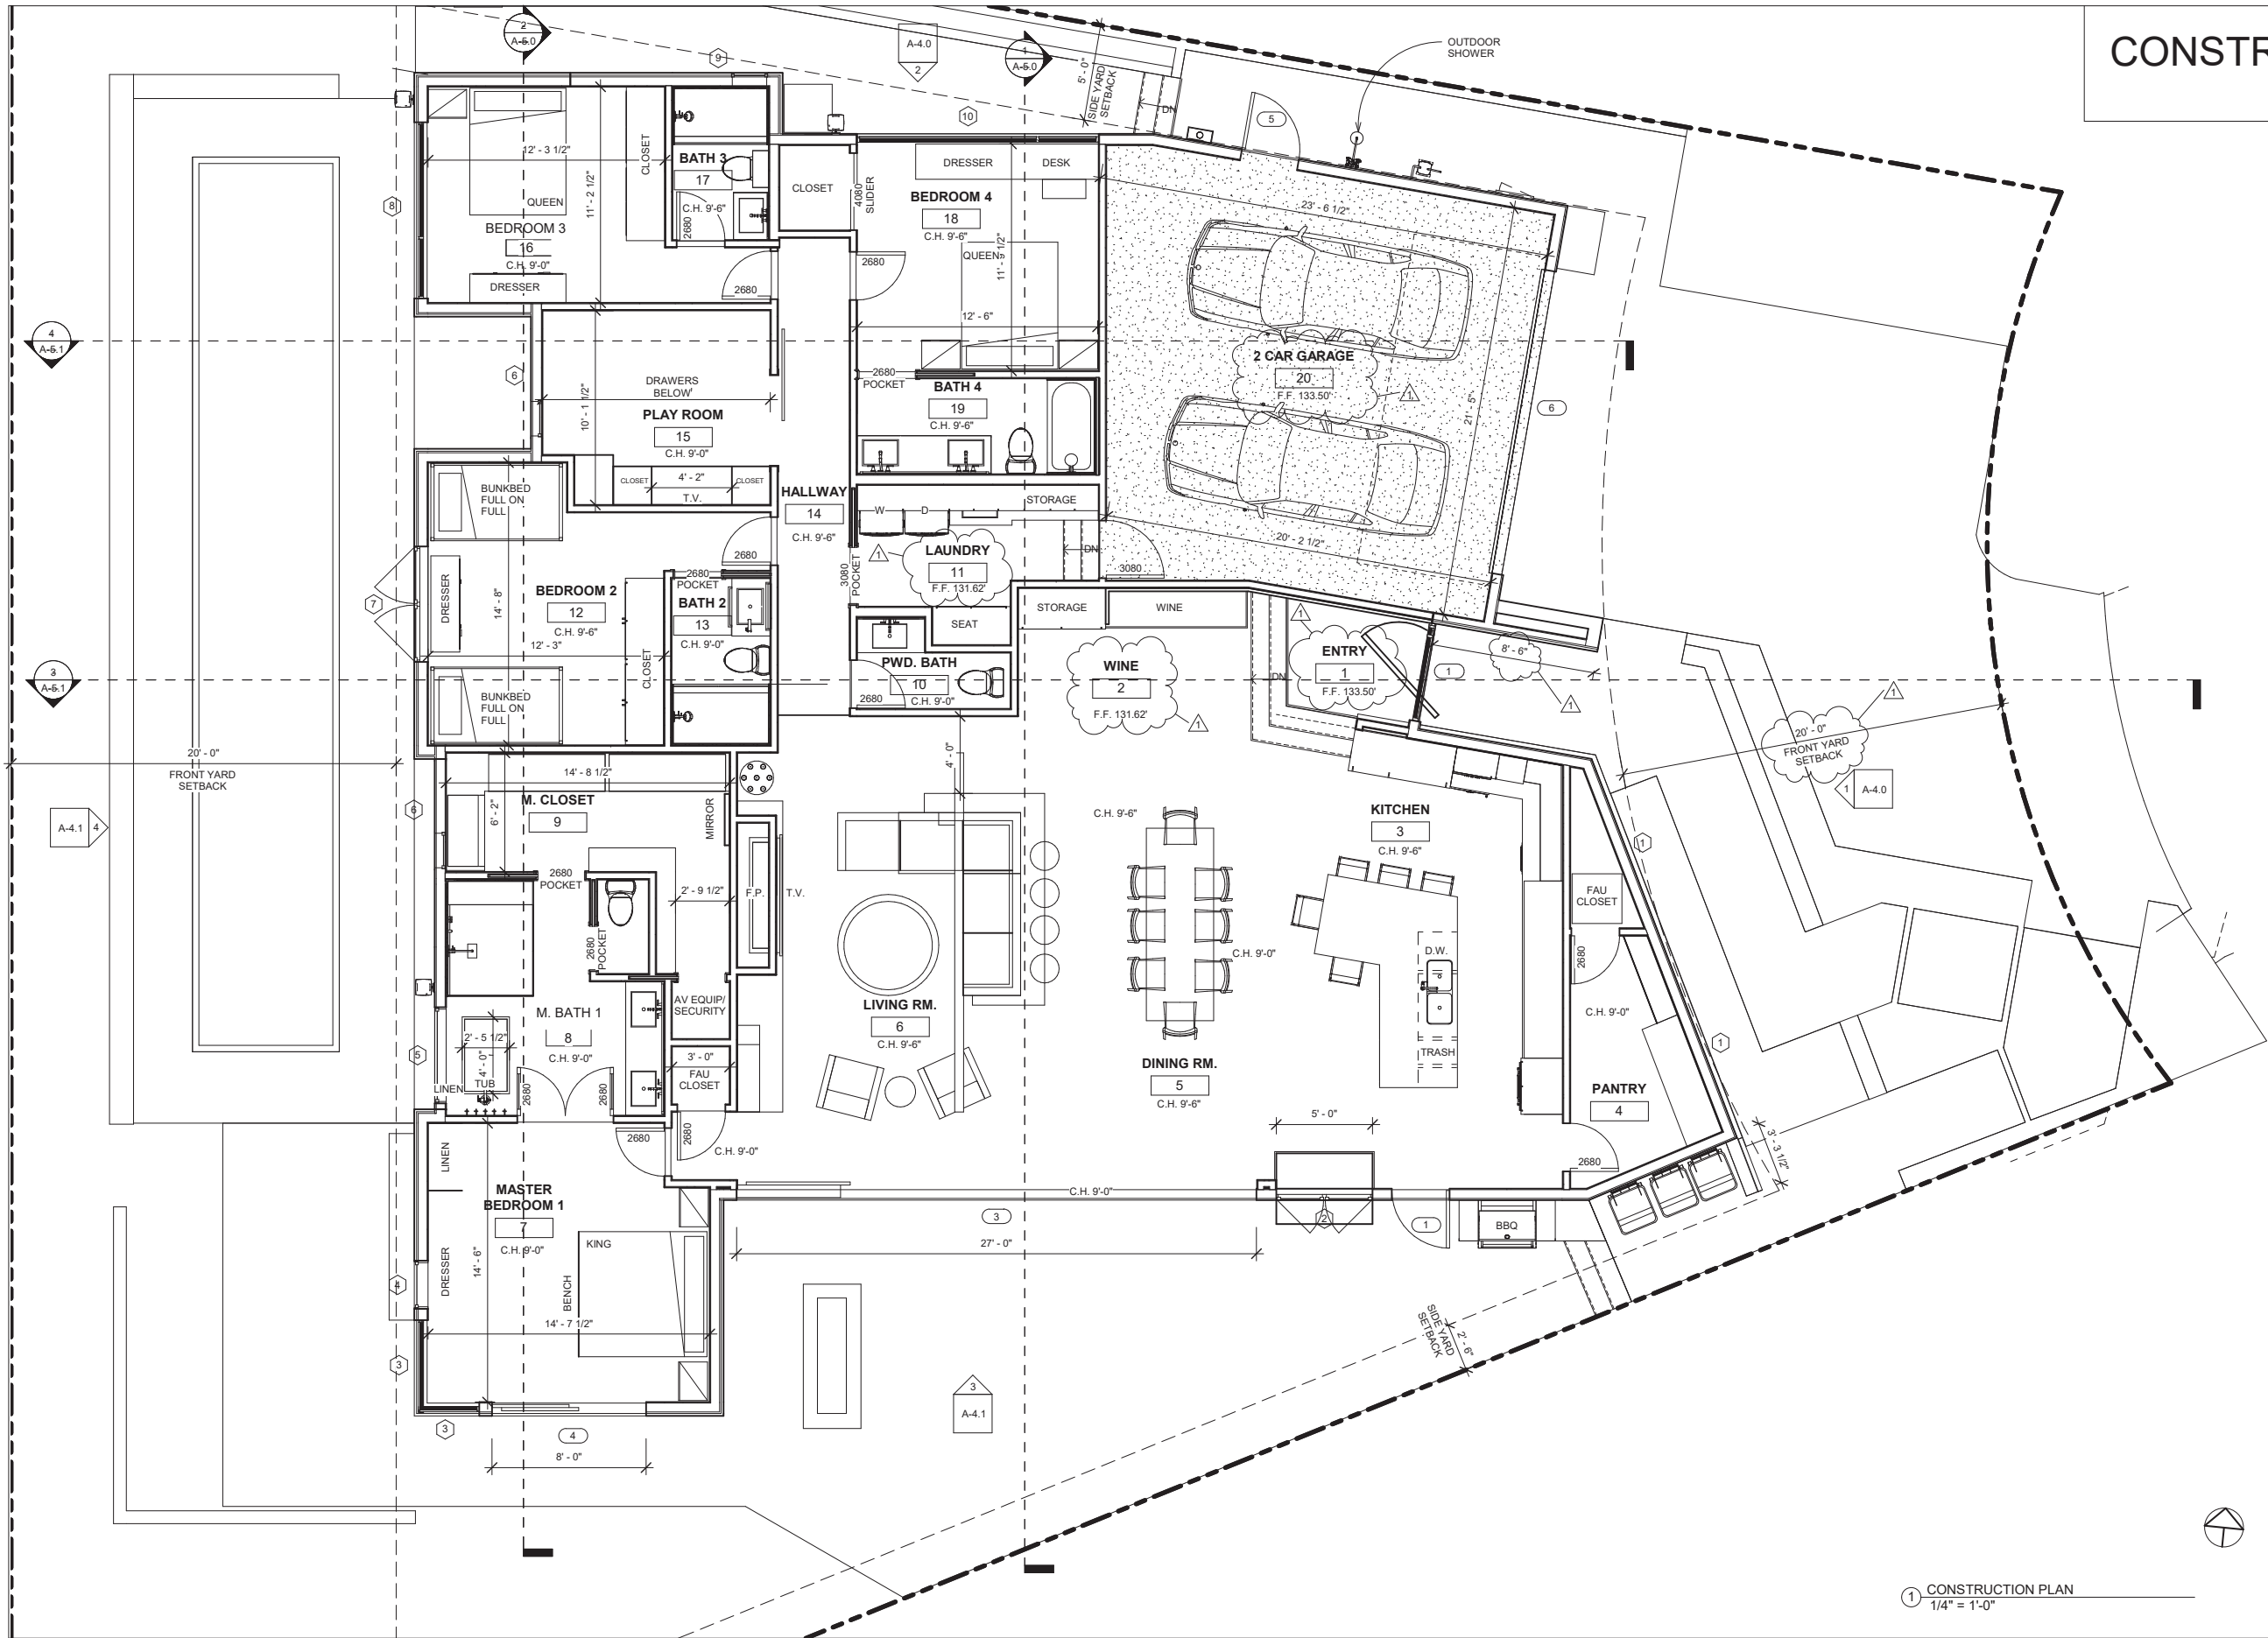 CONSTR
2
A-5.0
9
A-4.0
2
1
A-5.0
5' - 0"
SIDE YARD
SETBACK
DN
OUTDOOR
SHOWER
5
10
8
12' - 3 1/2"
11' - 2 1/2"
CLOSET
QUEEN
BEDROOM 3
16
C.H. 9'-0"
DRESSER
2680
BATH 3
17
C.H. 9'-6"
2680
CLOSET
4080
SLIDER
DRESSER
DESK
BEDROOM 4
18
C.H. 9'-6"
QUEEN
2680
12' - 6"
23' - 6 1/2"
2 CAR GARAGE
20
F.F. 133.50'
1
21' - 5"
20' - 2 1/2"
6
4
A-5.1
6
DRAWERS
BELOW
10' - 1 1/2"
PLAY ROOM
15
C.H. 9'-0"
CLOSET
4' - 2"
CLOSET
T.V.
2680
POCKET
BATH 4
19
C.H. 9'-6"
HALLWAY
14
C.H. 9'-6"
STORAGE
W
D
1
LAUNDRY
11
F.F. 131.62'
DN
3080
3080
POCKET
BUNKBED
FULL ON
FULL
7
DRESSER
14' - 8"
BEDROOM 2
12
C.H. 9'-6"
12' - 3"
CLOSET
BUNKBED
FULL ON
FULL
2680
2680
POCKET
BATH 2
13
C.H. 9'-0"
STORAGE
WINE
SEAT
PWD. BATH
10
C.H. 9'-0"
2680
WINE
2
F.F. 131.62'
1
DN
1
ENTRY
1
F.F. 133.50'
1
8' - 6"
1
20' - 0"
FRONT YARD
SETBACK
1
1
A-4.0
3
A-5.1
20' - 0"
FRONT YARD
SETBACK
A-4.1
4
6
14' - 8 1/2"
M. CLOSET
9
6' - 2"
MIRROR
2680
POCKET
2' - 9 1/2"
F.P.
T.V.
2680
POCKET
4' - 0"
C.H. 9'-6"
KITCHEN
3
C.H. 9'-6"
1
FAU
CLOSET
2680
C.H. 9'-0"
D.W.
C.H. 9'-0"
TRASH
1
AV EQUIP/
SECURITY
M. BATH 1
8
C.H. 9'-0"
5
2' - 5 1/2"
4' - 0"
LINEN
TUB
2680
2680
3' - 0"
FAU
CLOSET
2680
2680
C.H. 9'-0"
LIVING RM.
6
C.H. 9'-6"
DINING RM.
5
C.H. 9'-6"
PANTRY
4
2680
5' - 0"
3' - 3 1/2"
LINEN
MASTER
BEDROOM 1
7
C.H. 9'-0"
DRESSER
14' - 6"
BENCH
KING
14' - 7 1/2"
4
3
3
4
8' - 0"
C.H. 9'-0"
3
27' - 0"
2
1
BBQ
SIDE YARD
SETBACK
2' - 6"
3
A-4.1
1
CONSTRUCTION PLAN
1/4" = 1'-0"